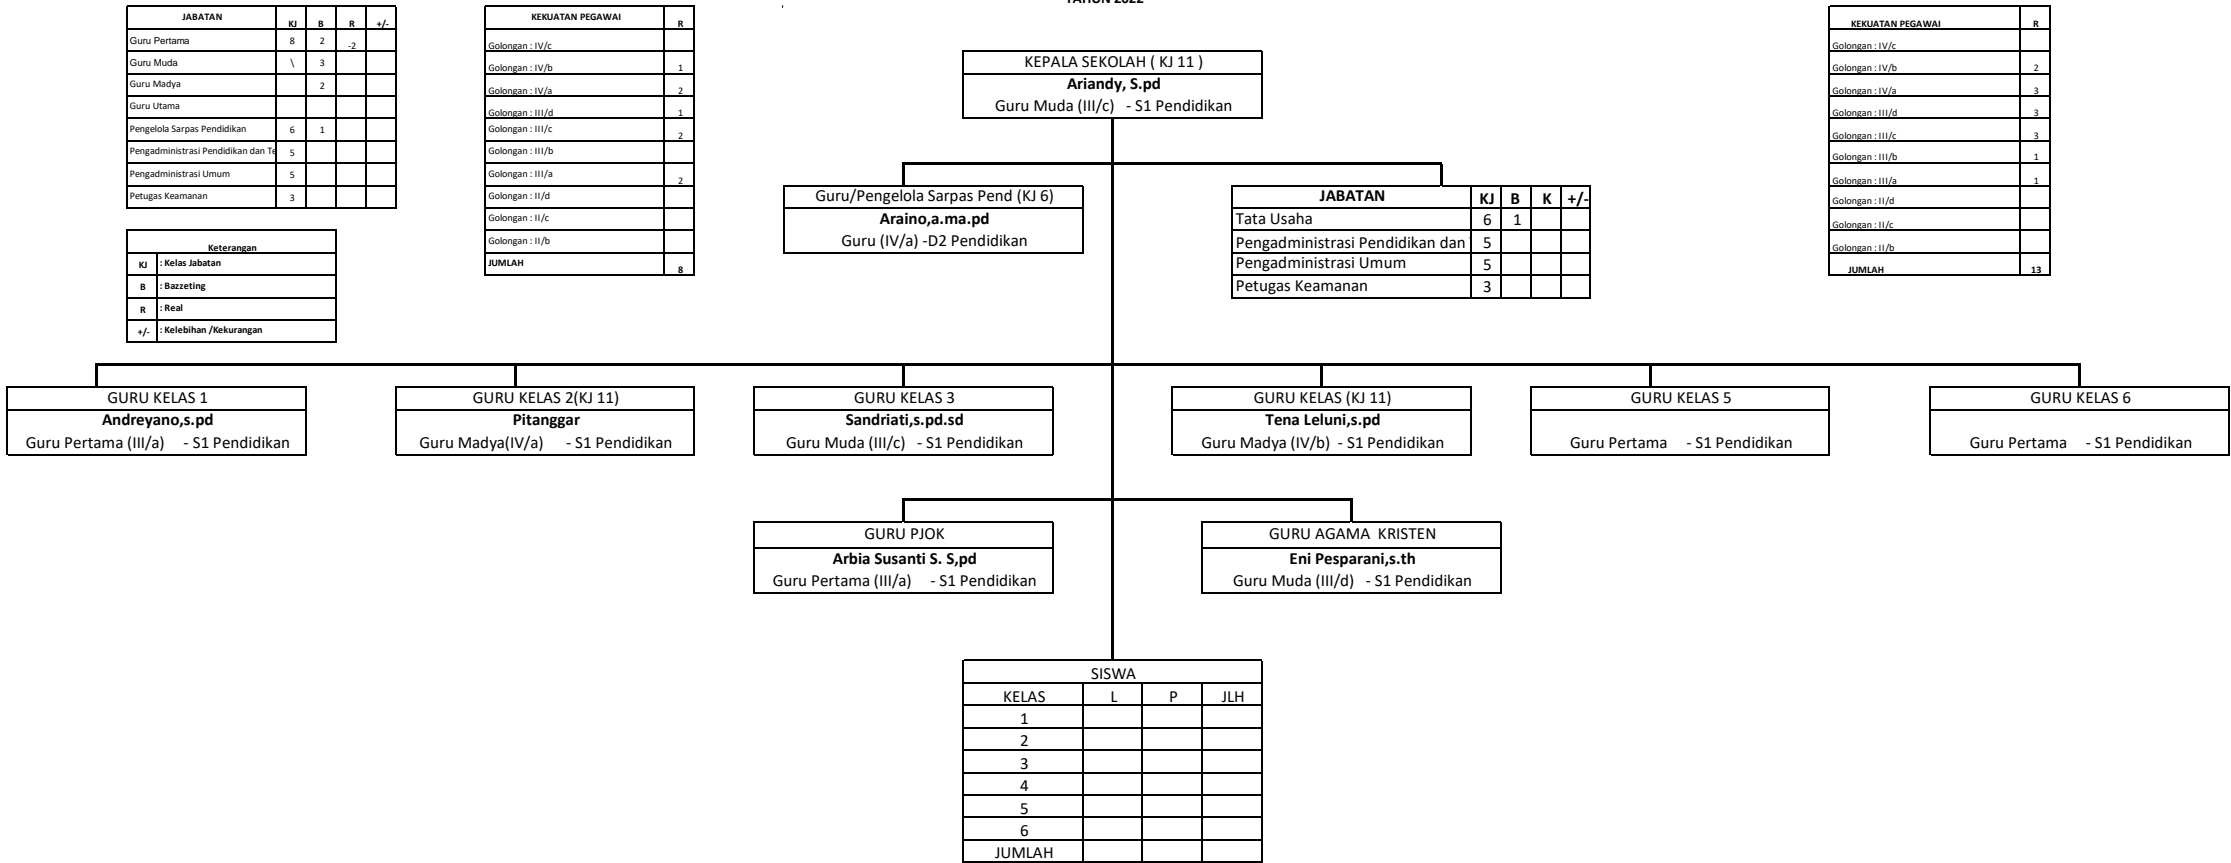 TAHUN 2022
JABATAN KJ B R +/-
Guru Pertama 8 2 -2
Guru Muda \ 3
Guru Madya 2
Guru Utama
Pengelola Sarpas Pendidikan 6 1
Pengadministrasi Pendidikan dan Te 5
Pengadministrasi Umum 5
Petugas Keamanan 3
Keterangan
KJ : Kelas Jabatan
B : Bazzeting
R : Real
+/- : Kelebihan /Kekurangan
KEKUATAN PEGAWAI R
Golongan : IV/c
Golongan : IV/b 1
Golongan : IV/a 2
Golongan : III/d 1
Golongan : III/c 2
Golongan : III/b
Golongan : III/a 2
Golongan : II/d
Golongan : II/c
Golongan : II/b
JUMLAH 8
KEPALA SEKOLAH ( KJ 11 )
Ariandy, S.pd
Guru Muda (III/c) - S1 Pendidikan
Guru/Pengelola Sarpas Pend (KJ 6)
Araino,a.ma.pd
Guru (IV/a) -D2 Pendidikan
JABATAN KJ B K +/-
Tata Usaha 6 1
Pengadministrasi Pendidikan dan 5
Pengadministrasi Umum 5
Petugas Keamanan 3
KEKUATAN PEGAWAI R
Golongan : IV/c
Golongan : IV/b 2
Golongan : IV/a 3
Golongan : III/d 3
Golongan : III/c 3
Golongan : III/b 1
Golongan : III/a 1
Golongan : II/d
Golongan : II/c
Golongan : II/b
JUMLAH 13
GURU KELAS 1
Andreyano,s.pd
Guru Pertama (III/a) - S1 Pendidikan
GURU KELAS 2(KJ 11)
Pitanggar
Guru Madya(IV/a) - S1 Pendidikan
GURU KELAS 3
Sandriati,s.pd.sd
Guru Muda (III/c) - S1 Pendidikan
GURU KELAS (KJ 11)
Tena Leluni,s.pd
Guru Madya (IV/b) - S1 Pendidikan
GURU KELAS 5
Guru Pertama - S1 Pendidikan
GURU KELAS 6
Guru Pertama - S1 Pendidikan
GURU PJOK
Arbia Susanti S. S,pd
Guru Pertama (III/a) - S1 Pendidikan
GURU AGAMA KRISTEN
Eni Pesparani,s.th
Guru Muda (III/d) - S1 Pendidikan
SISWA
KELAS L P JLH
1
2
3
4
5
6
JUMLAH